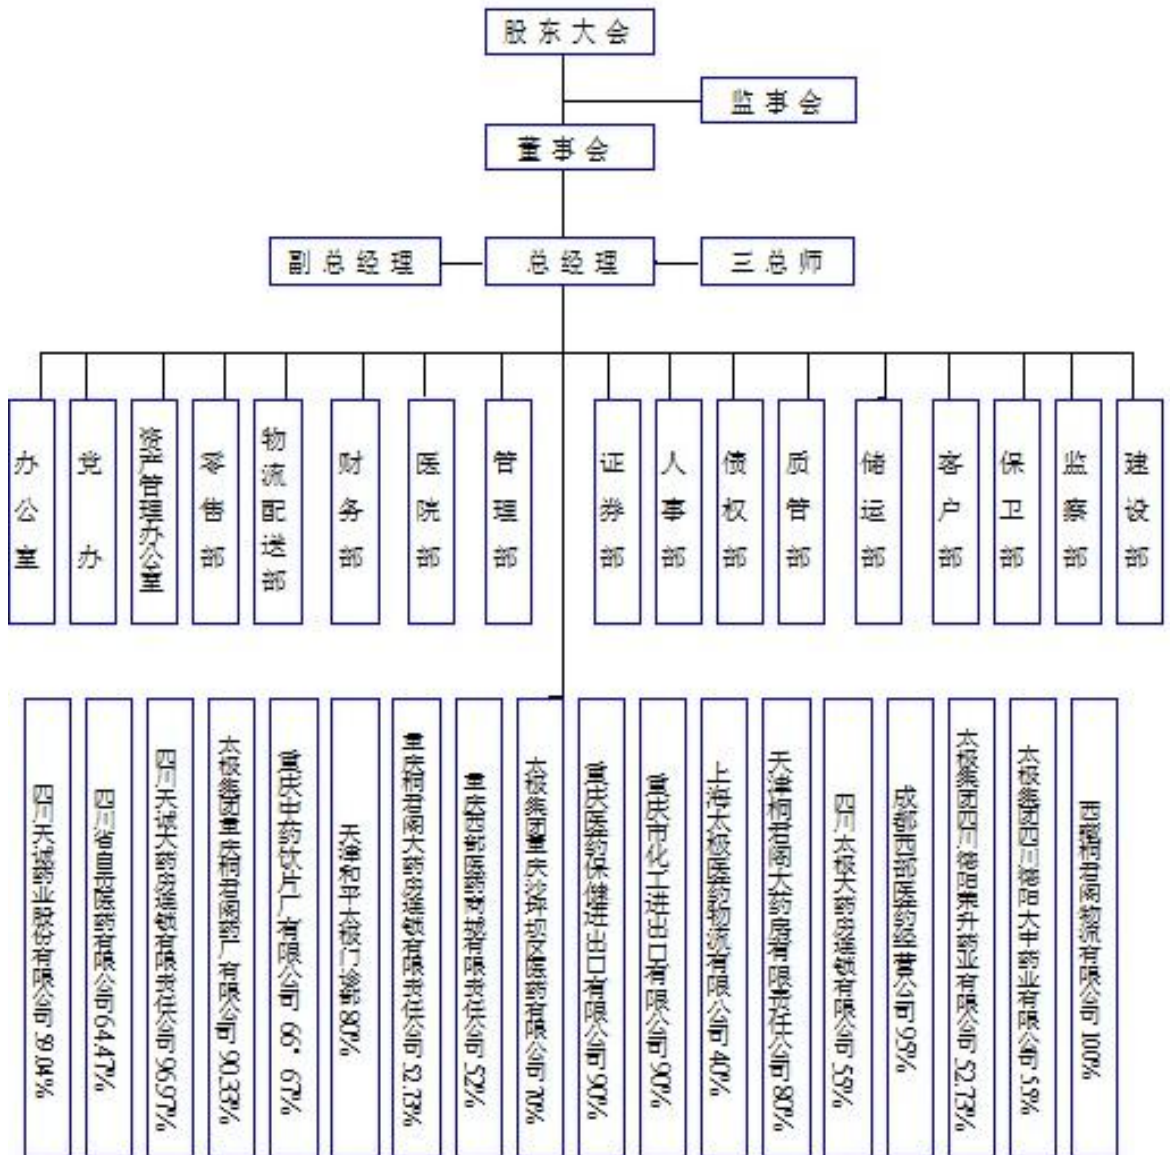 股东大会
监事会
董事会
副总经理
总经理
三总师
办公室
党办
资产管理办公室
零售部
物流配送部
财务部
医院部
管理部
证券部
人事部
债权部
质管部
储运部
客户部
保卫部
监察部
建设部
四川天诚药业股份有限公司 59.04%
四川省自贡医药有限公司64.47%
四川天诚大药房连锁有限责任公司 96.97%
太极集团重庆桐君阁药厂有限公司 90.33%
重庆中药饮片厂有限公司 66.67%
天津和平太极门诊部80%
重庆桐君阁大药房连锁有限责任公司 52.73%
有限责任公司 52%
太极集团重庆沙坪坝区医药有限公司 70%
重庆医药保健进出口有限公司 90%
重庆市化工进出口有限公司 90%
上海太极医药物流有限公司 40%
天津桐君阁大药房有限责任公司 80%
四川太极大药房连锁有限公司 55%
成都西部医药经营公司 95%
太极集团四川德阳荣升药业有限公司 52.73%
太极集团四川德阳大中药业有限公司 55%
西藏桐君阁物流有限公司 100%